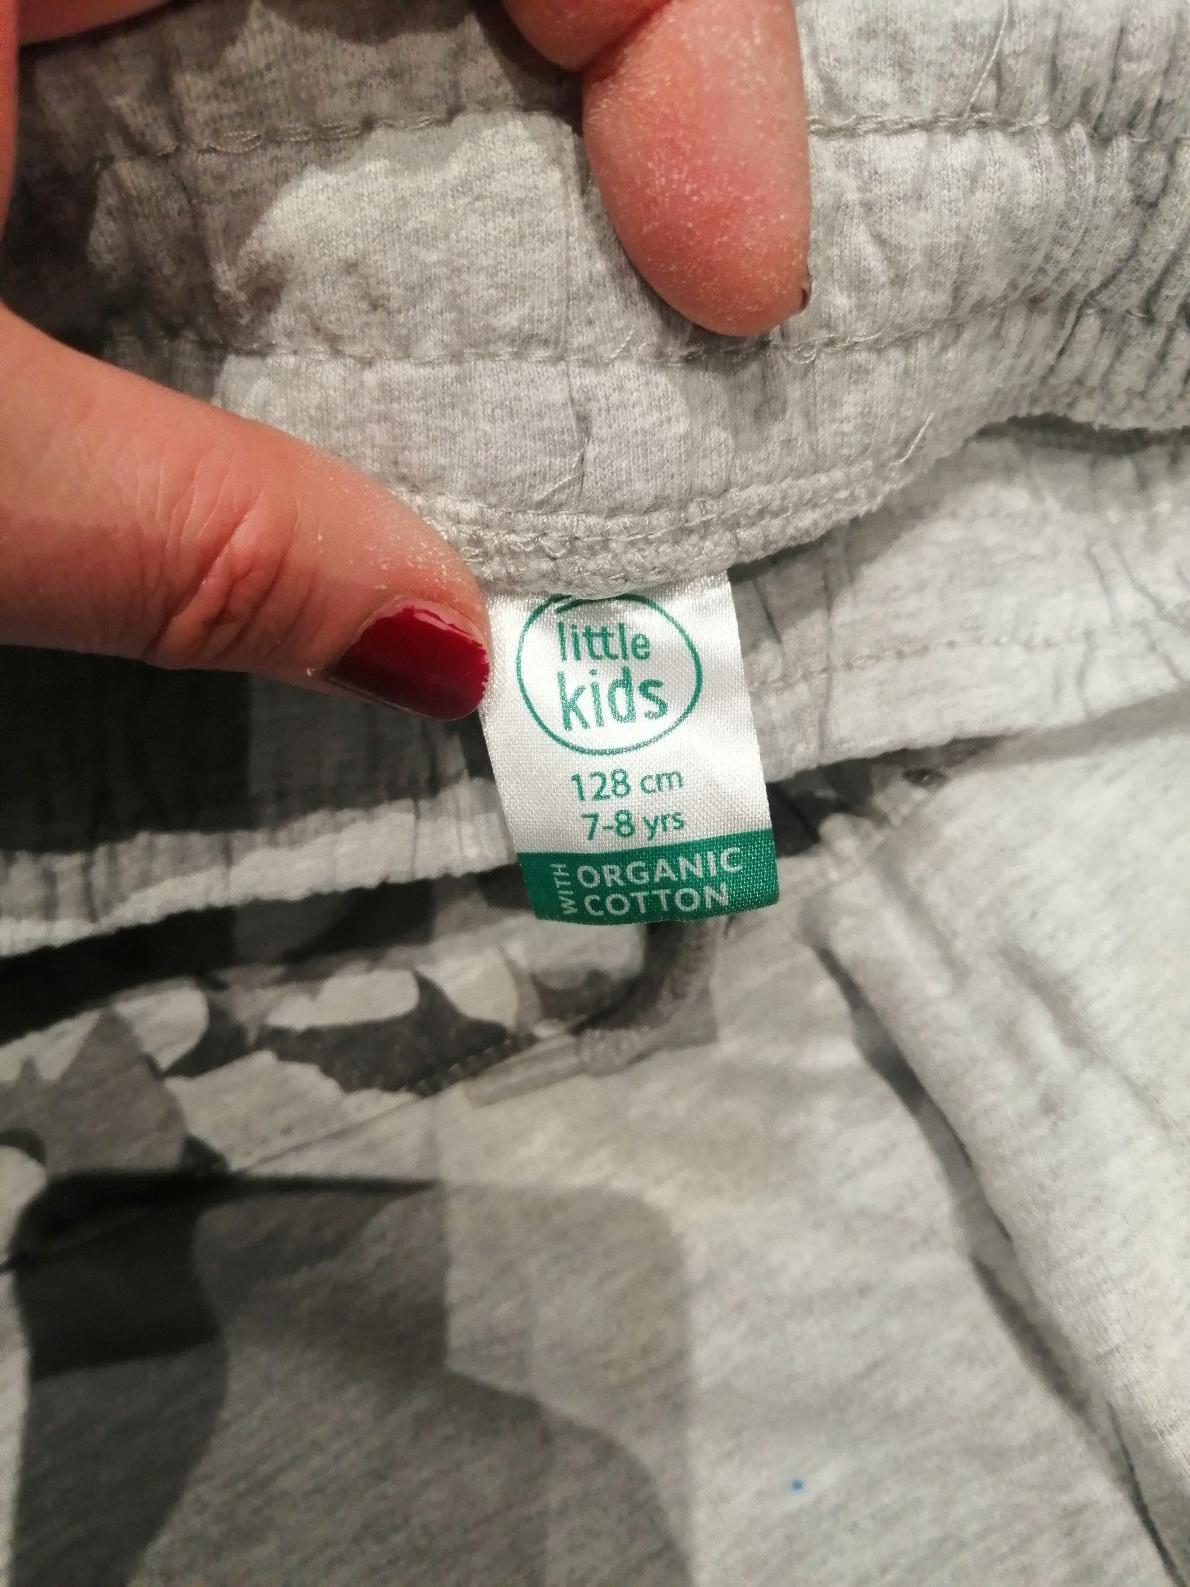 little
kids
128 cm
7-8 yrs
WITH ORGANIC
COTTON